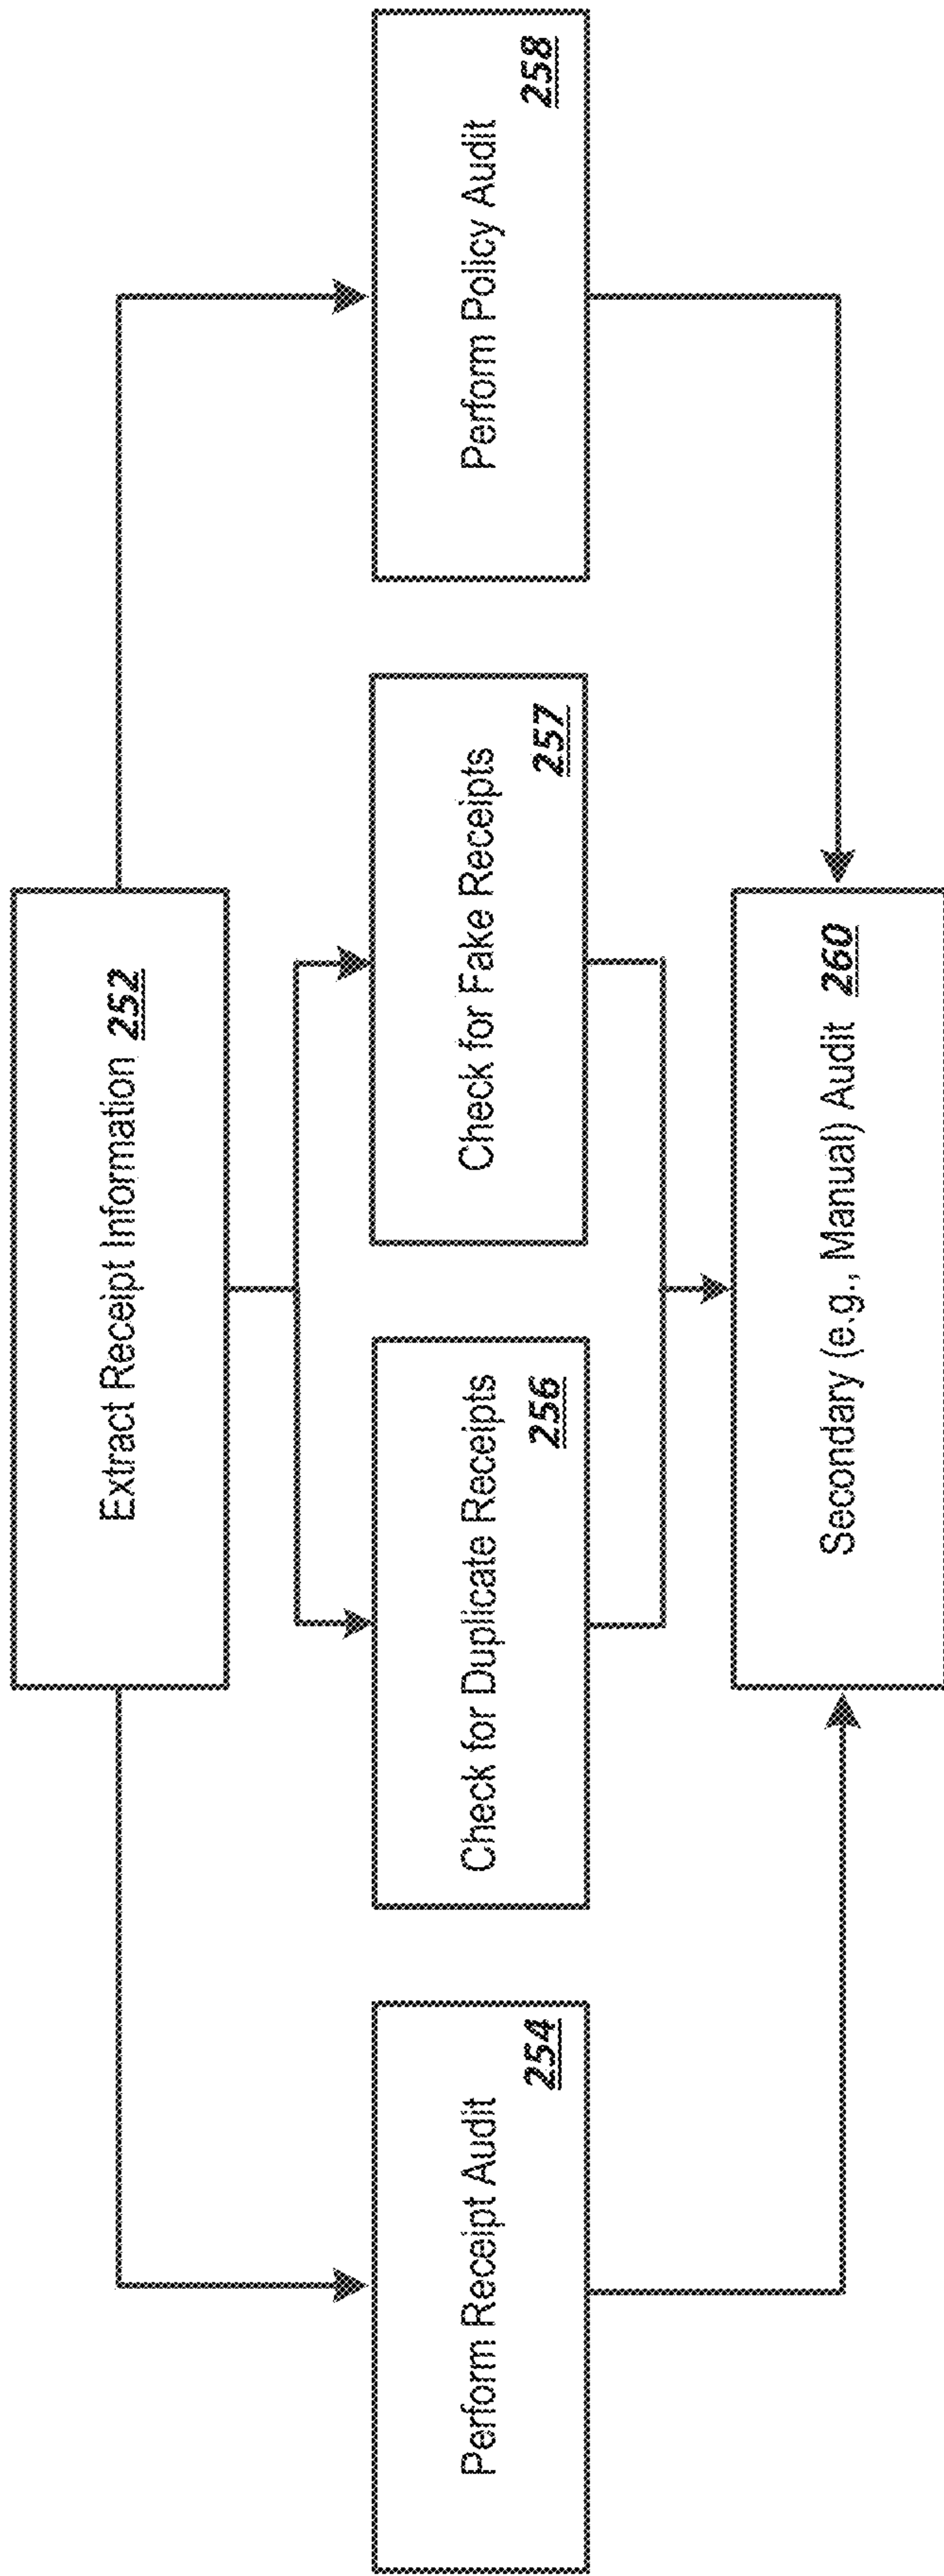 Extract Receipt Information 252
Perform Receipt Audit
254
Check for Duplicate Receipts
256
Check for Fake Receipts
257
Perform Policy Audit
258
Secondary (e.g., Manual) Audit 260